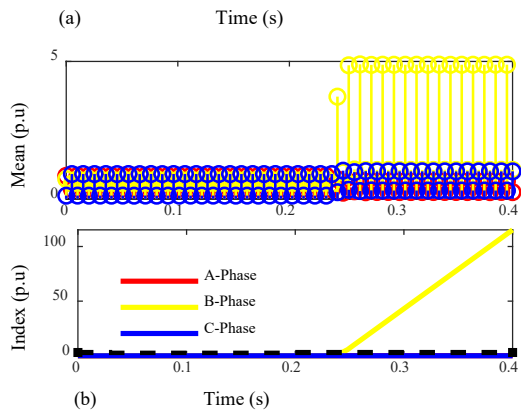 (a) Time (s)
Mean (p.u)
5
0
0 0.1 0.2 0.3 0.4
Index (p.u)
100
50
0
A-Phase
B-Phase
C-Phase
0 0.1 0.2 0.3 0.4
(b) Time (s)